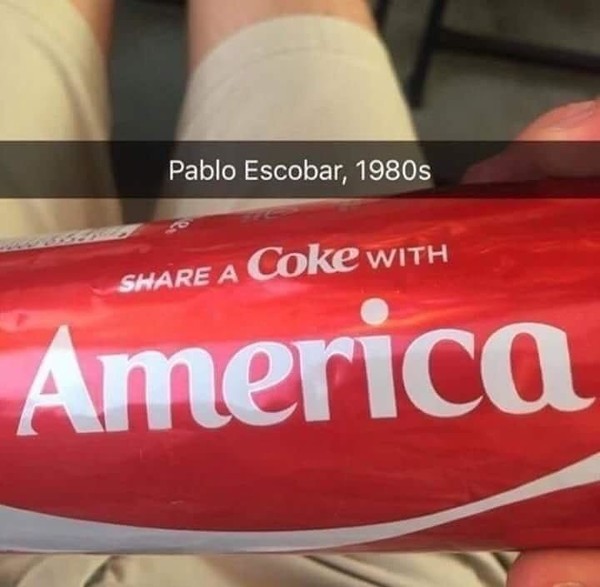 Pablo Escobar, 1980s
SHARE A Coke WITH
America